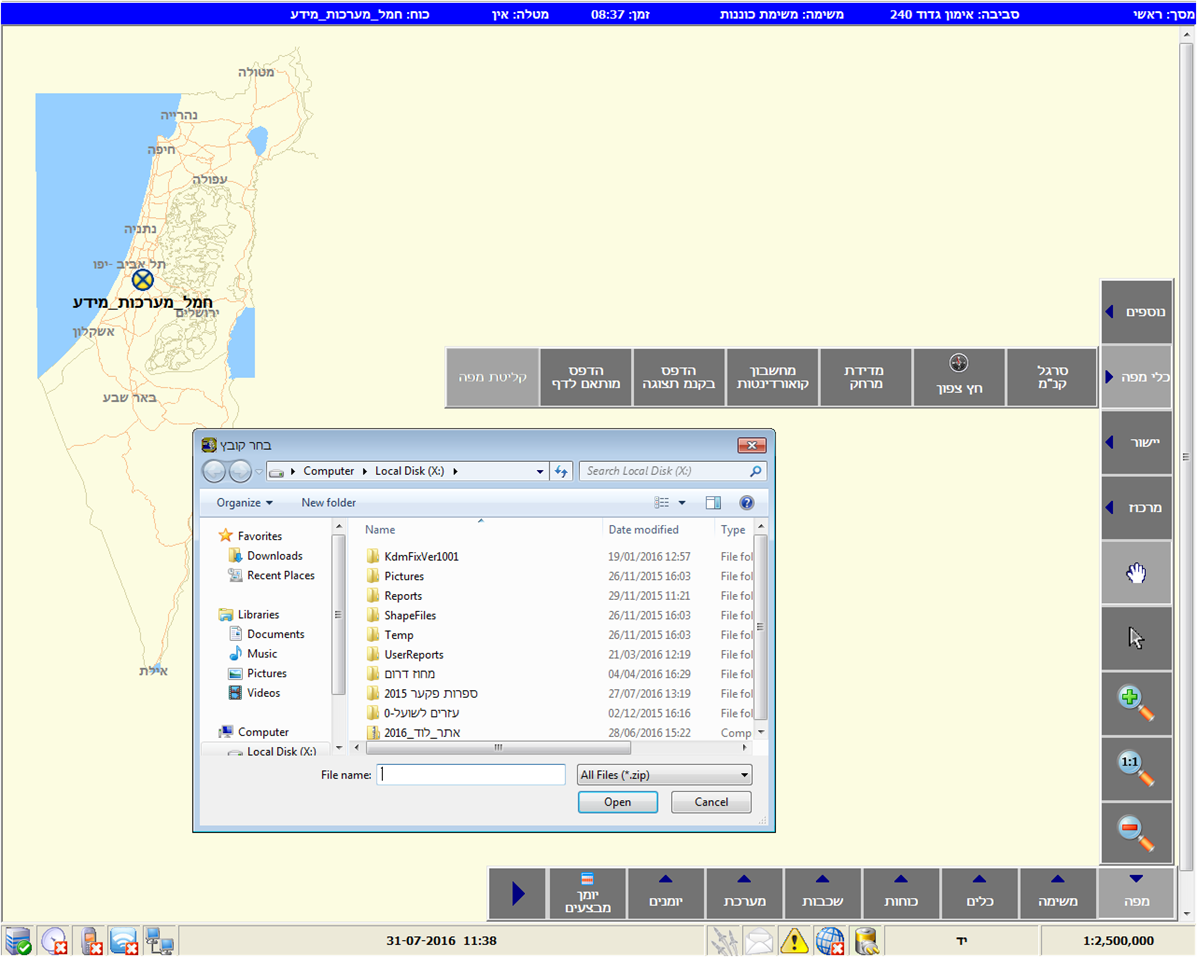 מסך: ראשי
סביבה: אימון גדוד 240
משימה: משימת כוננות
זמן: 08:37
מטלה: אין
כוח: חמל_מערכות_מידע
מטולה
נהרייה
חיפה
עפולה
נתניה
תל אביב -יפו
חמל_מערכות_מידע
ירושלים
אשקלון
באר שבע
אילת
נוספים
כלי מפה
יישור
מרכוז
1:1
סרגל
קנ"מ
חץ צפון
מדידת
מרחק
מחשבון
קואורדינטות
הדפס
בקנמ תצוגה
הדפס
מותאם לדף
קליטת מפה
בחר קובץ
Computer
Local Disk (X:)
Search Local Disk (X:)
Organize
New folder
Favorites
Downloads
Recent Places
Libraries
Documents
Music
Pictures
Videos
Computer
Local Disk (X:)
Name Date modified Type
KdmFixVer1001 19/01/2016 12:57 File fol
Pictures 26/11/2015 16:03 File fol
Reports 29/11/2015 11:21 File fol
ShapeFiles 26/11/2015 16:03 File fol
Temp 26/11/2015 16:03 File fol
UserReports 21/03/2016 12:19 File fol
מחוז דרום 04/04/2016 16:29 File fol
ספרות פקער 2015 27/07/2016 13:19 File fol
עזרים לשועל-0 02/12/2015 16:16 File fol
אתר_לוד_2016 28/06/2016 15:22 Comp
File name:
All Files (*.zip)
Open
Cancel
מפה
משימה
כלים
כוחות
שכבות
מערכת
יומנים
יומן
מבצעים
31-07-2016 11:38
יד
1:2,500,000